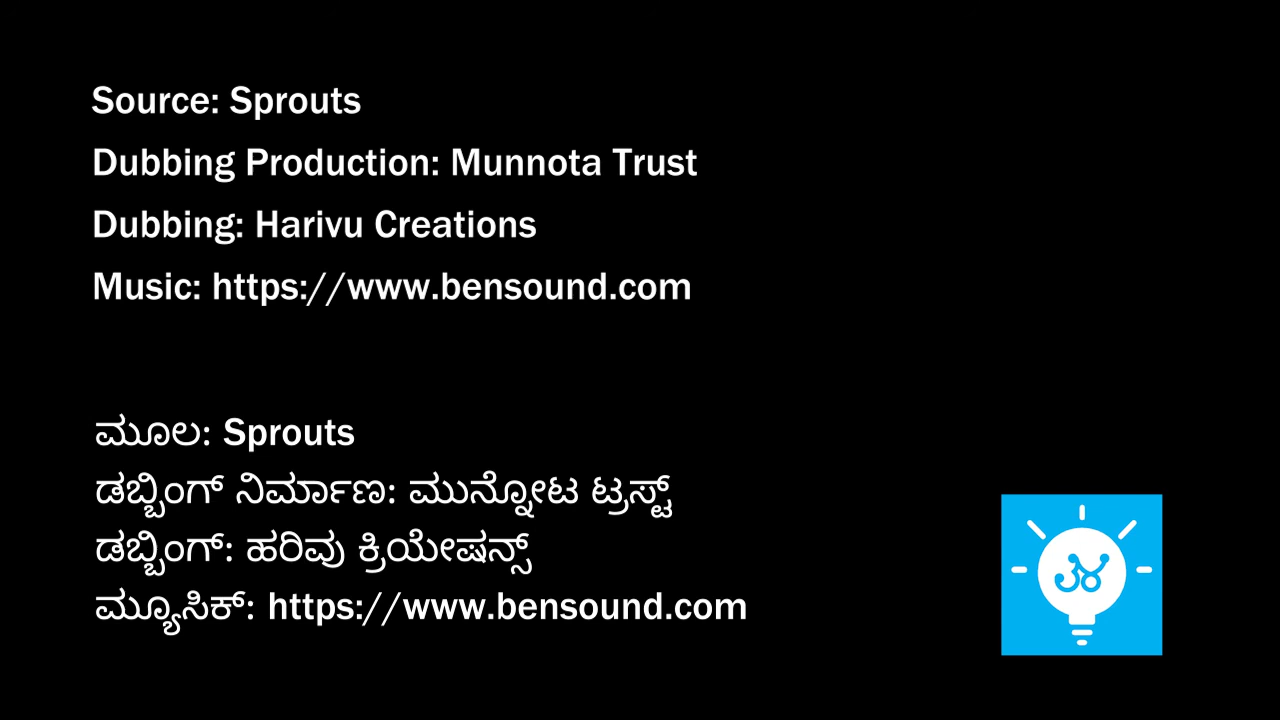 Source: Sprouts
Dubbing Production: Munnota Trust
Dubbing: Harivu Creations
Music: https://www.bensound.com
ಮೂಲ: Sprouts
ಡಬ್ಬಿಂಗ್ ನಿರ್ಮಾಣ: ಮುನ್ನೋಟ ಟ್ರಸ್ಟ್
ಡಬ್ಬಿಂಗ್: ಹರಿವು ಕ್ರಿಯೇಷನ್ಸ್
ಮ್ಯೂಸಿಕ್: https://www.bensound.com